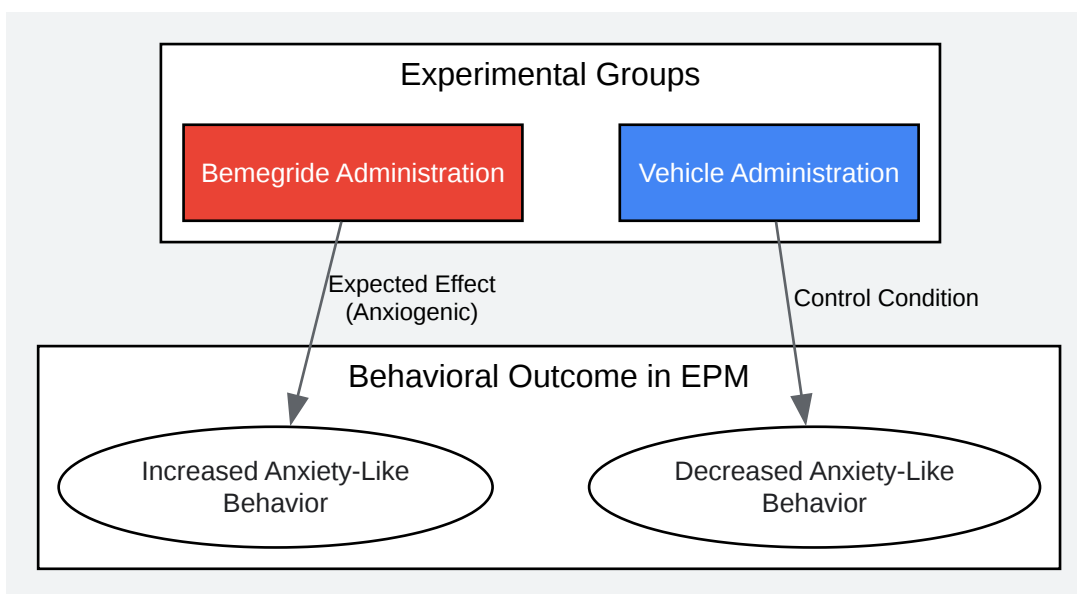 Experimental Groups
Bemegride Administration
Vehicle Administration
Expected Effect
(Anxiogenic)
Control Condition
Behavioral Outcome in EPM
Increased Anxiety-Like
Behavior
Decreased Anxiety-Like
Behavior